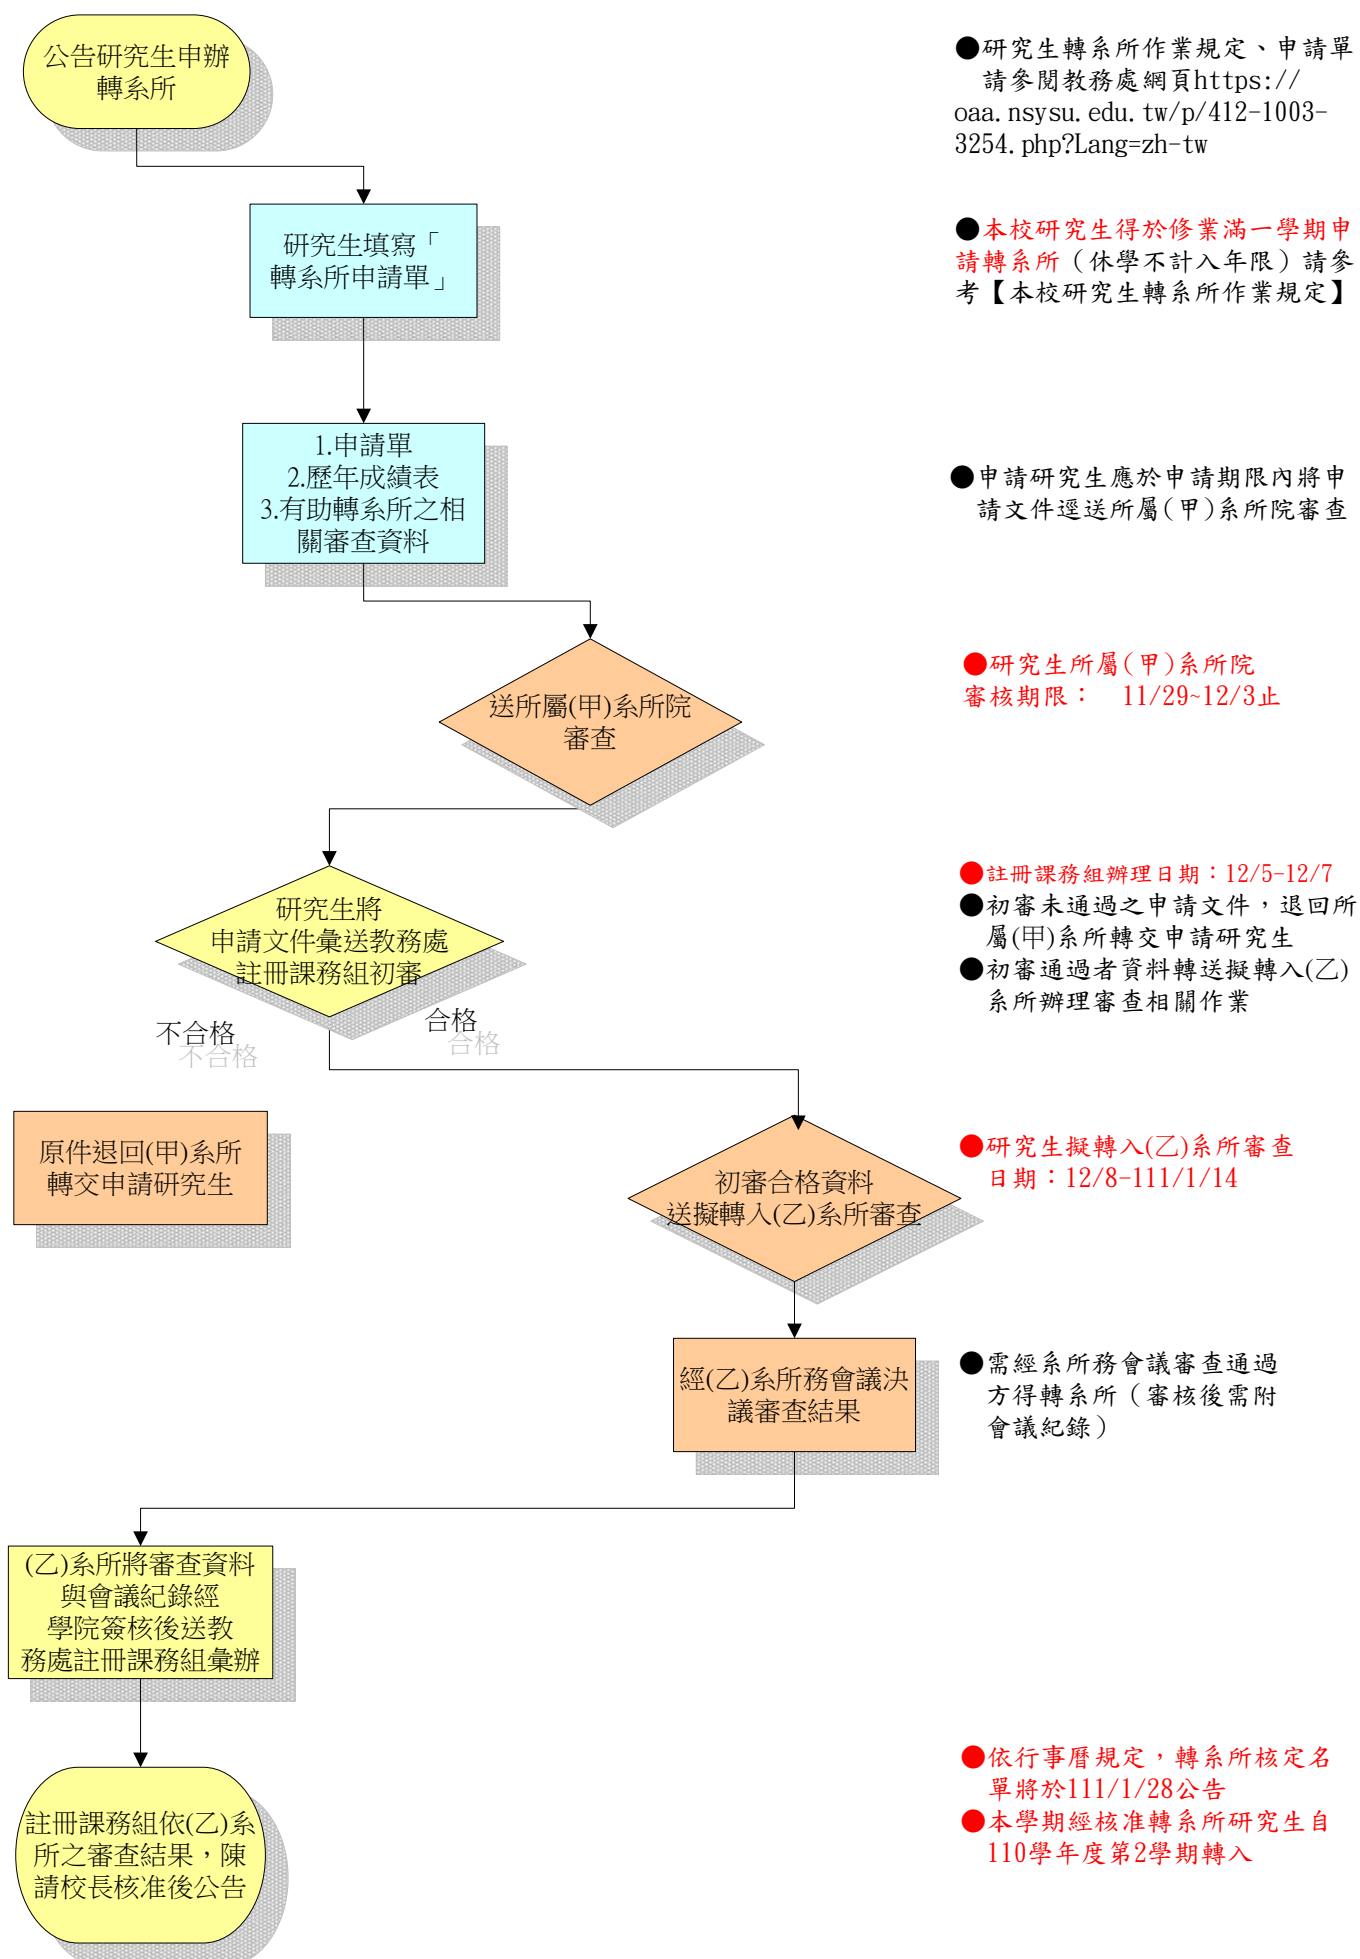 公告研究生申辦
轉系所
●研究生轉系所作業規定、申請單
請參閱教務處網頁https://
oaa.nsysu.edu.tw/p/412-1003-
3254.php?Lang=zh-tw
研究生填寫「
轉系所申請單」
●本校研究生得於修業滿一學期申
請轉系所（休學不計入年限）請參
考【本校研究生轉系所作業規定】
1.申請單
2.歷年成績表
3.有助轉系所之相
關審查資料
●申請研究生應於申請期限內將申
請文件逕送所屬(甲)系所院審查
送所屬(甲)系所院
審查
●研究生所屬(甲)系所院
審核期限： 11/29~12/3止
研究生將
申請文件彙送教務處
註冊課務組初審
●註冊課務組辦理日期：12/5-12/7
●初審未通過之申請文件，退回所
屬(甲)系所轉交申請研究生
●初審通過者資料轉送擬轉入(乙)
系所辦理審查相關作業
不合格
合格
原件退回(甲)系所
轉交申請研究生
初審合格資料
送擬轉入(乙)系所審查
●研究生擬轉入(乙)系所審查
日期：12/8-111/1/14
經(乙)系所務會議決
議審查結果
●需經系所務會議審查通過
方得轉系所（審核後需附
會議紀錄）
(乙)系所將審查資料
與會議紀錄經
學院簽核後送教
務處註冊課務組彙辦
註冊課務組依(乙)系
所之審查結果，陳
請校長核准後公告
●依行事曆規定，轉系所核定名
單將於111/1/28公告
●本學期經核准轉系所研究生自
110學年度第2學期轉入